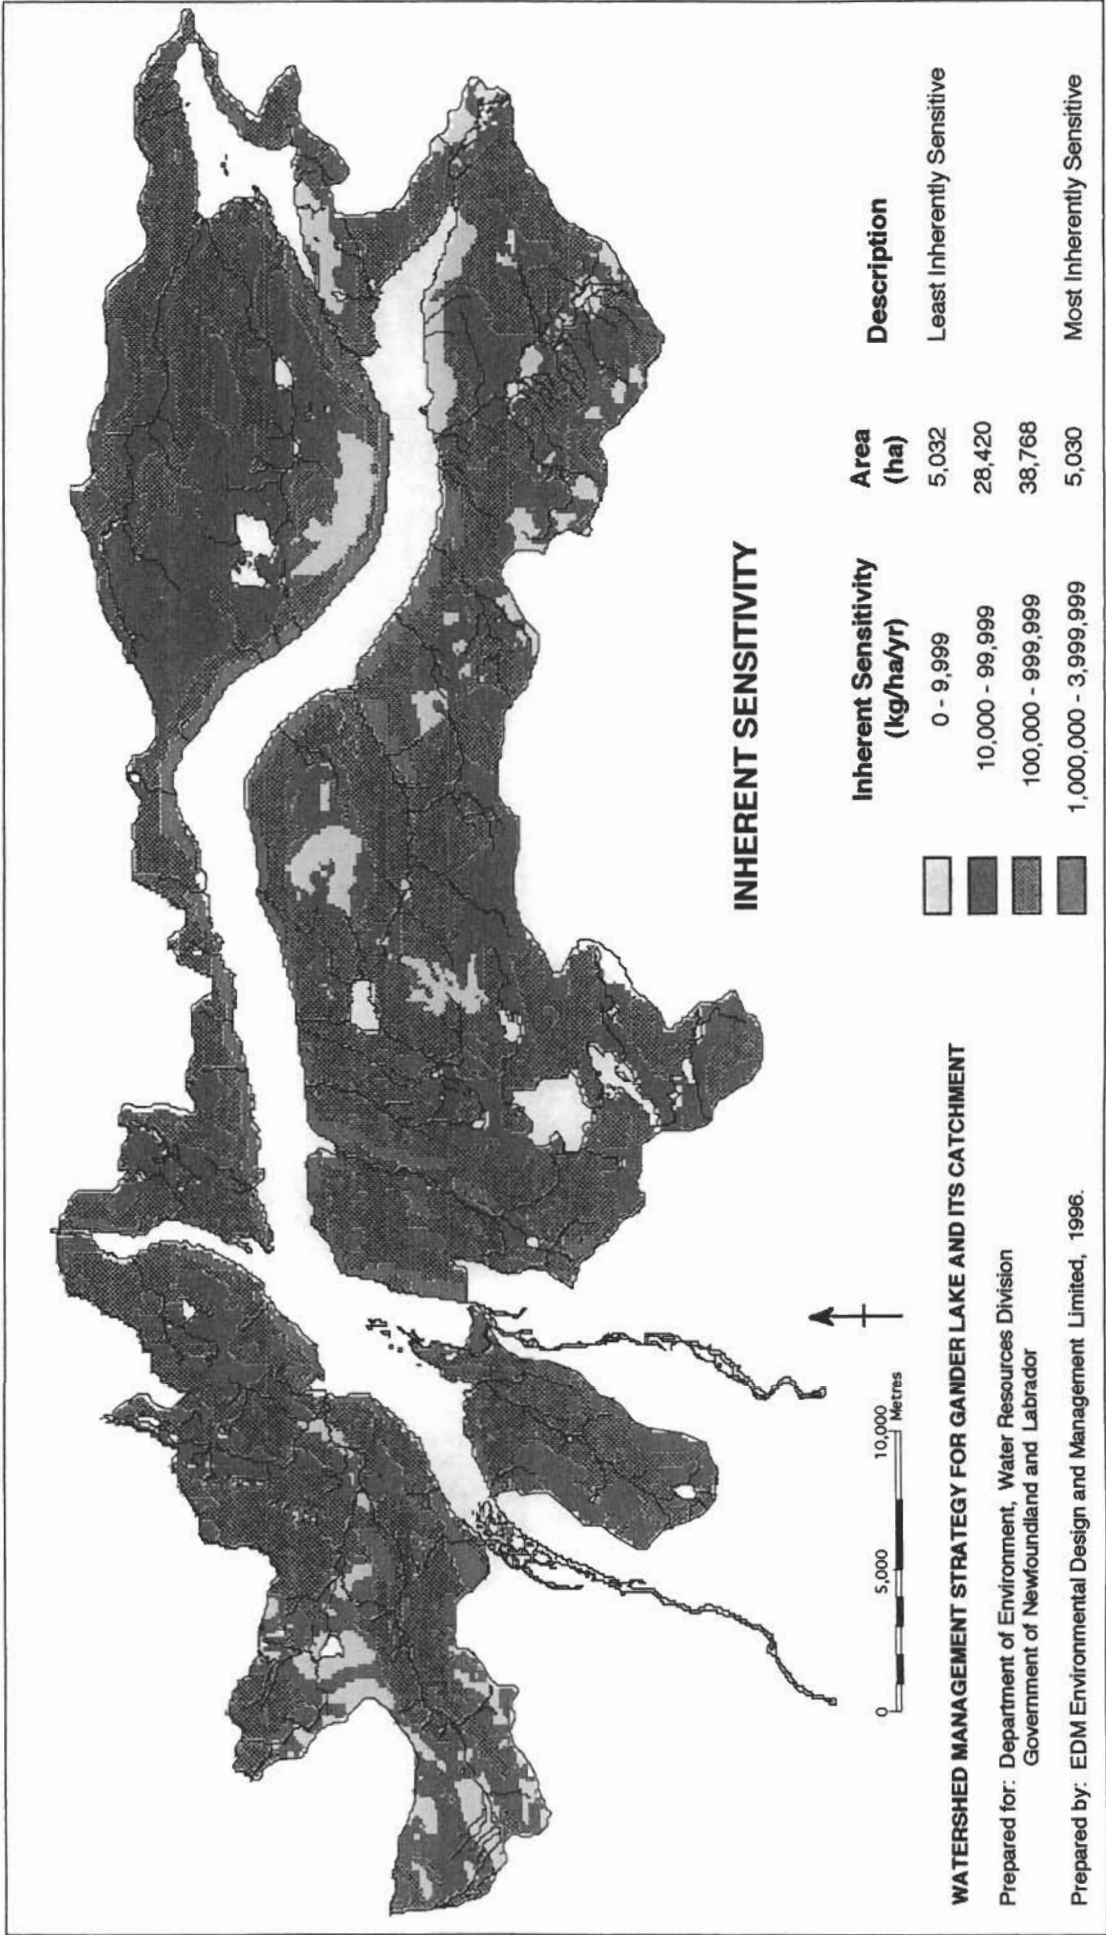 INHERENT SENSITIVITY
Inherent Sensitivity
(kg/ha/yr)
Area
(ha)
Description
0 - 9,999 5,032 Least Inherently Sensitive
10,000 - 99,999 28,420
100,000 - 999,999 38,768
1,000,000 - 3,999,999 5,030 Most Inherently Sensitive
0 5,000 10,000
Metres
WATERSHED MANAGEMENT STRATEGY FOR GANDER LAKE AND ITS CATCHMENT
Prepared for: Department of Environment, Water Resources Division
Government of Newfoundland and Labrador
Prepared by: EDM Environmental Design and Management Limited, 1996.